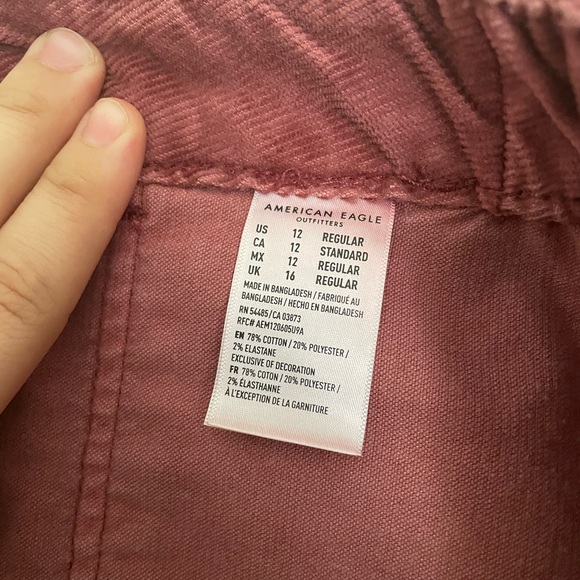 AMERICAN EAGLE
OUTFITTERS
US 12 REGULAR
CA 12 STANDARD
MX 12 REGULAR
UK 16 REGULAR
MADE IN BANGLADESH / FABRIQUÉ AU
BANGLADESH / HECHO EN BANGLADESH
RN 54485/CA 03873
RFC# AEM120605U9A
EN 78% COTTON / 20% POLYESTER /
2% ELASTANE
EXCLUSIVE OF DECORATION
FR 78% COTON / 20% POLYESTER /
2% ÉLASTHANNE
À L'EXCEPTION DE LA GARNITURE